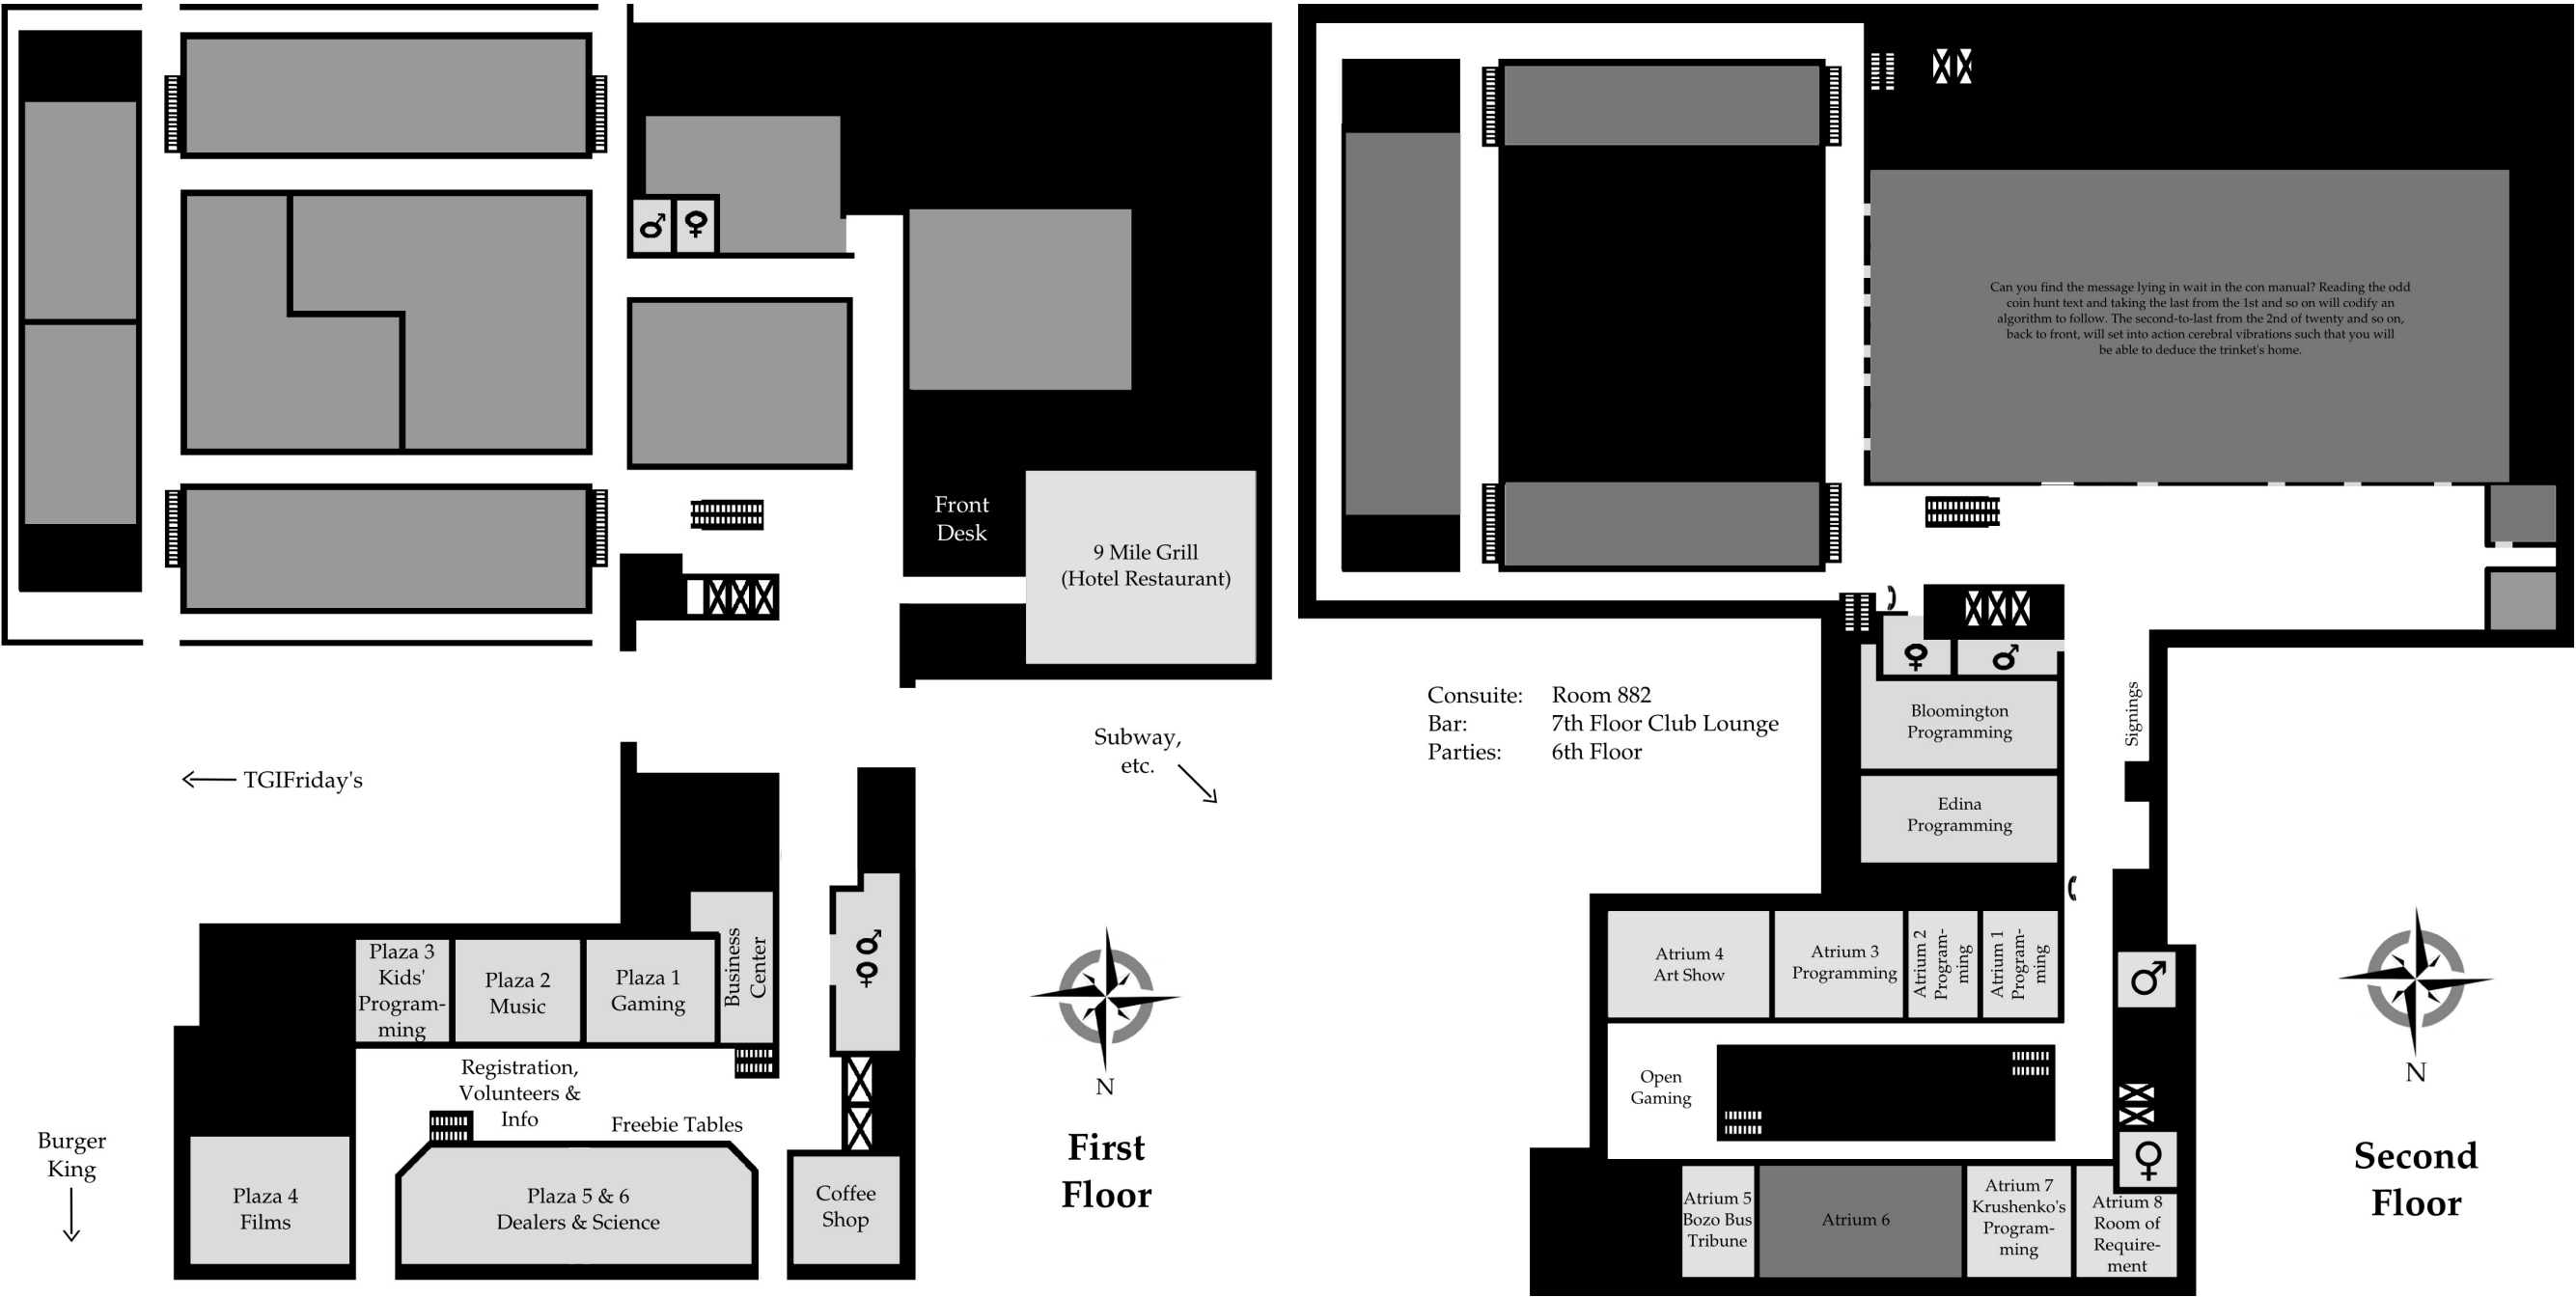 Front
Desk
9 Mile Grill
(Hotel Restaurant)
Subway,
etc.
TGIFriday's
Business
Center
Plaza 3
Kids'
Program-
ming
Plaza 2
Music
Plaza 1
Gaming
Registration,
Volunteers &
Info
Freebie Tables
Burger
King
Plaza 4
Films
Plaza 5 & 6
Dealers & Science
Coffee
Shop
N
First
Floor
Can you find the message lying in wait in the con manual? Reading the odd
coin hunt text and taking the last from the 1st and so on will codify an
algorithm to follow. The second-to-last from the 2nd of twenty and so on,
back to front, will set into action cerebral vibrations such that you will
be able to deduce the trinket's home.
Consuite: Room 882
Bar: 7th Floor Club Lounge
Parties: 6th Floor
Signings
Bloomington
Programming
Edina
Programming
Atrium 4
Art Show
Atrium 3
Programming
Atrium 2
Program-
ming
Atrium 1
Program-
ming
Open
Gaming
Atrium 5
Bozo Bus
Tribune
Atrium 6
Atrium 7
Krushenko's
Program-
ming
Atrium 8
Room of
Require-
ment
N
Second
Floor